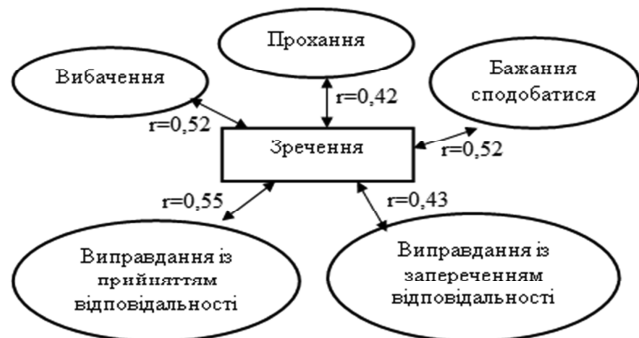 Прохання
Вибачення
Бажання
сподобатися
r=0,42
r=0,52
Зречення
r=0,52
r=0,55
r=0,43
Виправдання із
прийняттям
відповідальності
Виправдання із
запереченням
відповідальності